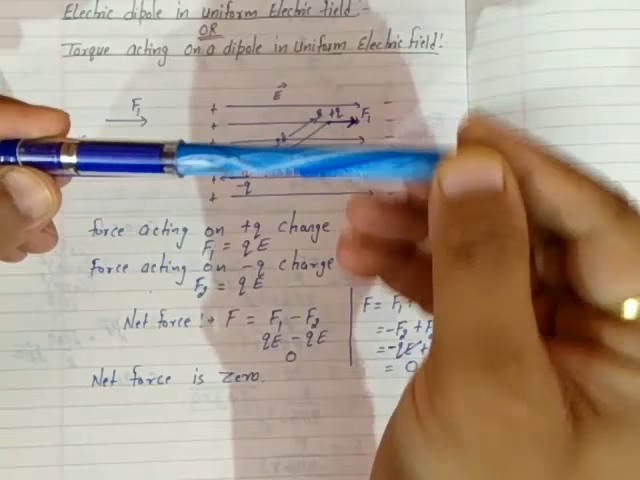 Electric dipole in uniform Electric field:-
OR
Torque acting on a dipole in Uniform Electric field!
E
F₁
+ −
q +q F₁
+ −
+
-q
+
force acting on +q change
F₁ = qE
force acting on -q change
F₂ = qE
Net force:→ F = F₁ - F₂
qE - qE
0
Net force is Zero.
F = F₁ +
= -F₂ + F
= -qE +
= 0